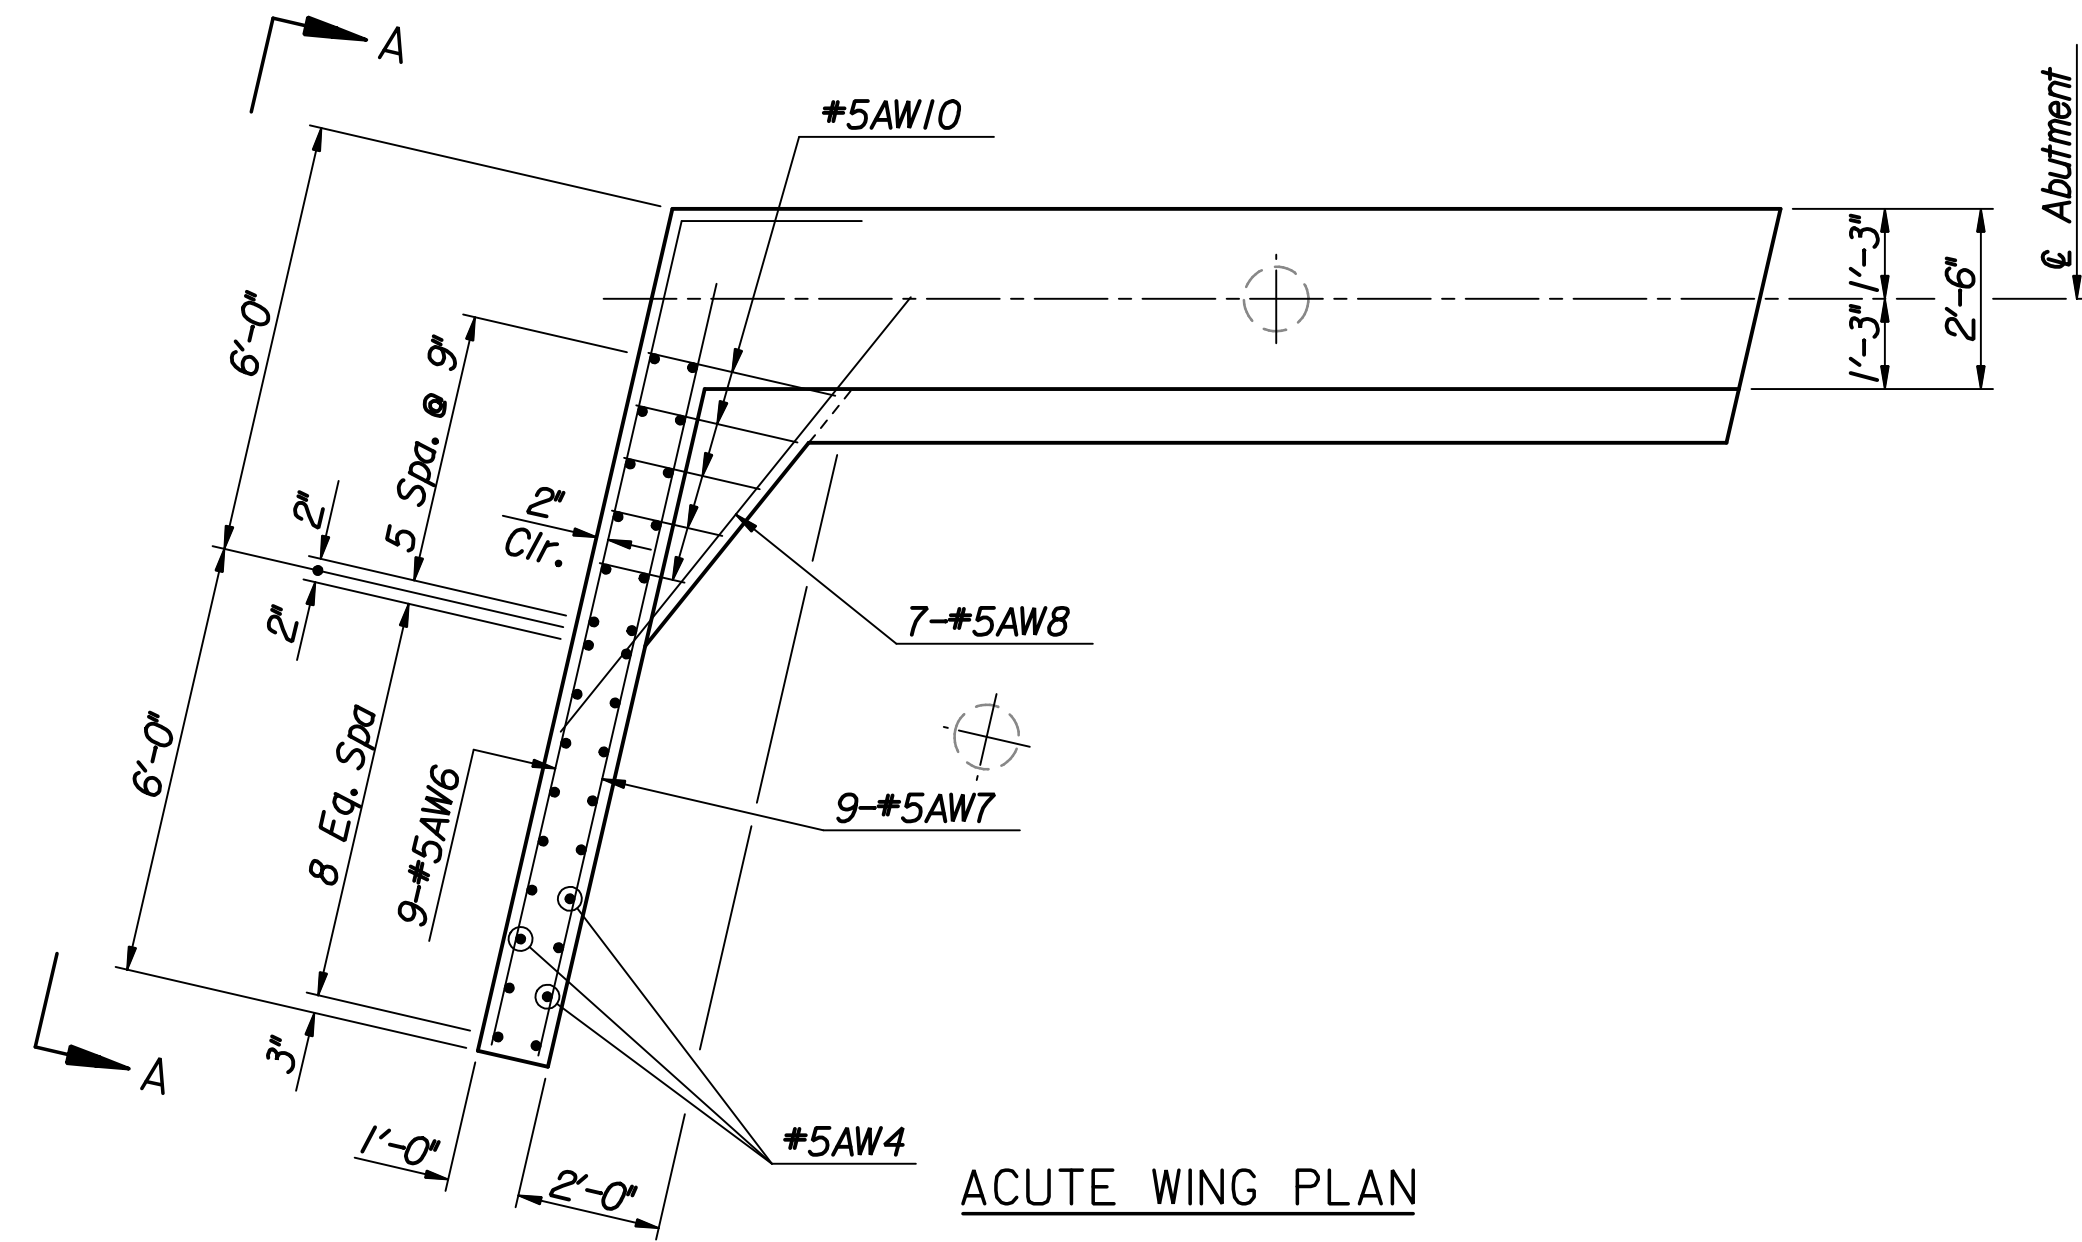 A
#5AW10
℄ Abutment
1'-3"
1'-3"
2'-6"
6'-0"
5 Spa. @ 9"
2"
2"
2"
Clr.
7-#5AW8
6'-0"
8 Eq. Spa
9-#5AW6
9-#5AW7
3"
A
1'-0"
2'-0"
#5AW4
ACUTE WING PLAN